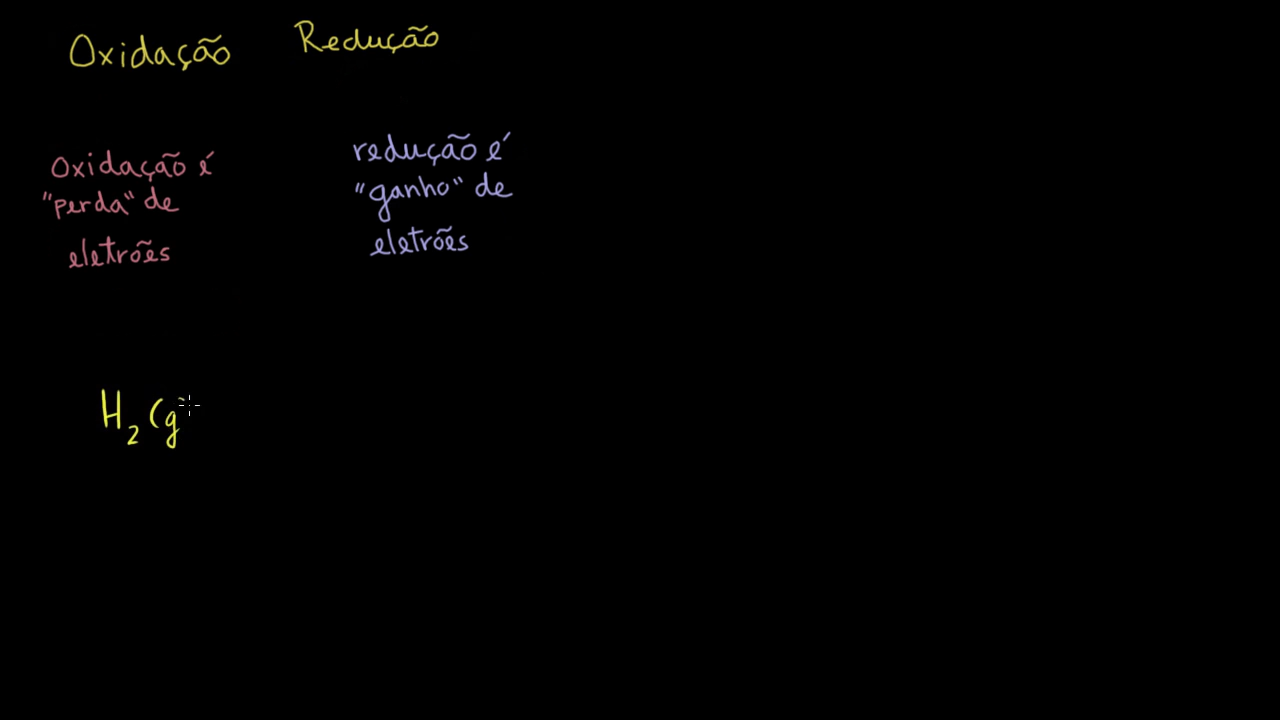 Oxidação Redução
Oxidação é
"perda" de
eletrões
redução é
"ganho" de
eletrões
H₂ (g